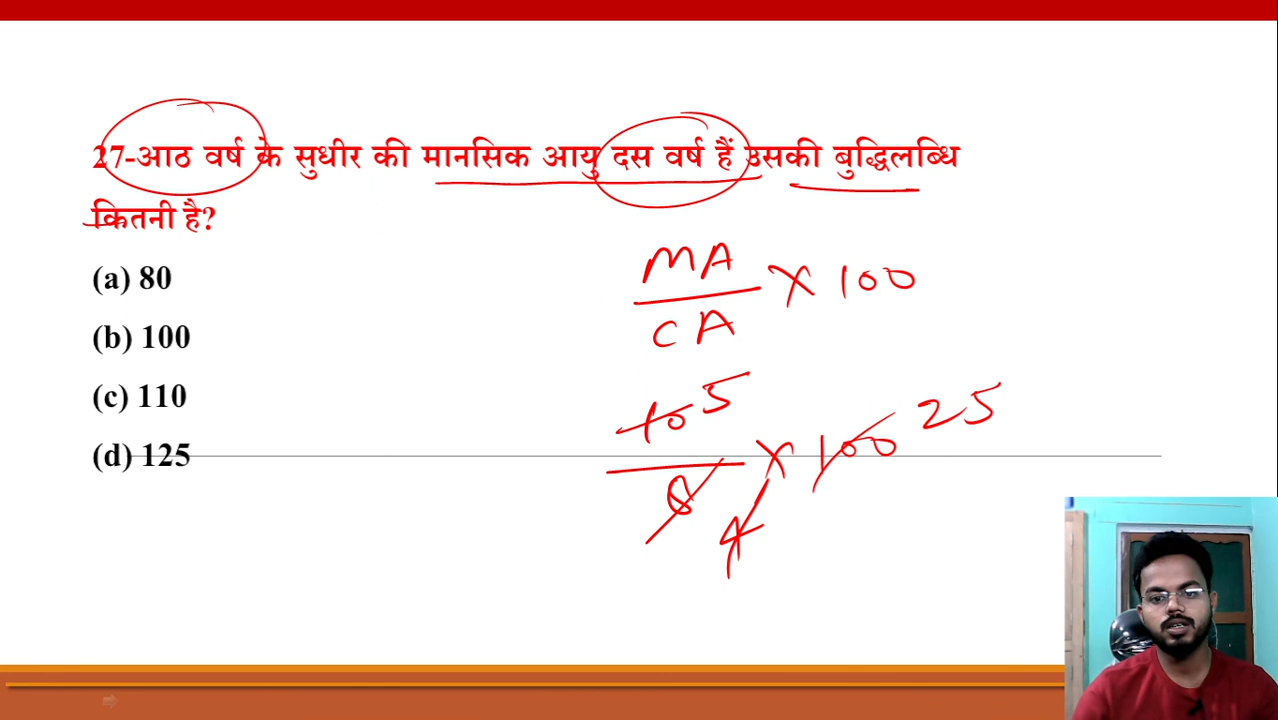 27-आठ वर्ष के सुधीर की मानसिक आयु दस वर्ष हैं उसकी बुद्धिलब्धि
कितनी है?
(a) 80
(b) 100
(c) 110
(d) 125
MA
CA
X 100
10 5
8
4
X 100 25